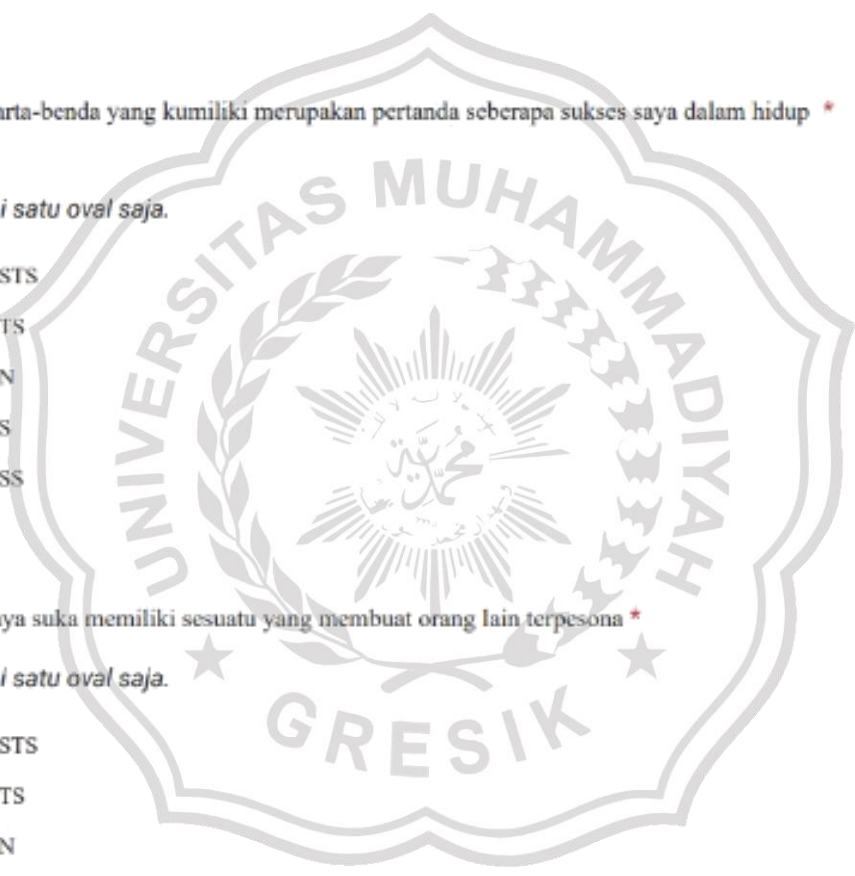 arta-benda yang kumiliki merupakan pertanda seberapa sukses saya dalam hidup *
i satu oval saja.
STS
TS
N
S
SS
aya suka memiliki sesuatu yang membuat orang lain terpesona *
i satu oval saja.
STS
TS
N
UNIVERSITAS MUHAMMADIYAH
GRESIK